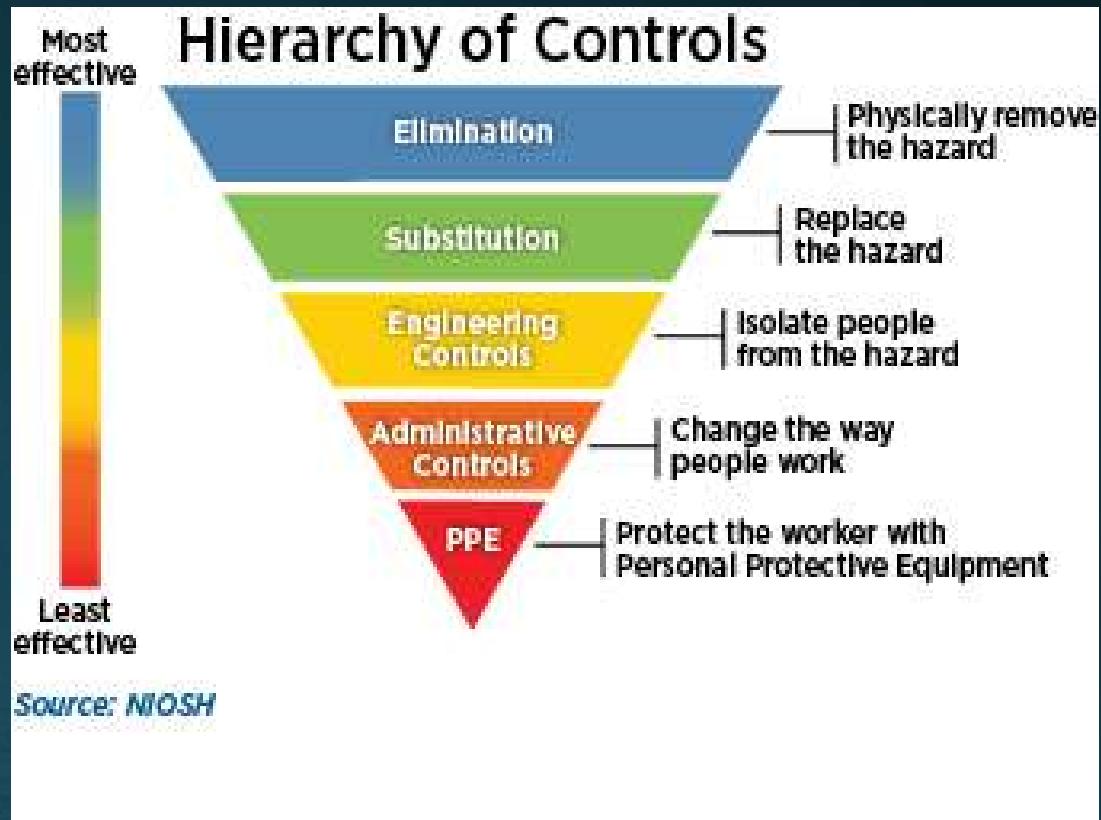 Hierarchy of Controls
Most
effective
Elimination
Physically remove
the hazard
Substitution
Replace
the hazard
Engineering
Controls
Isolate people
from the hazard
Administrative
Controls
Change the way
people work
PPE
Protect the worker with
Personal Protective Equipment
Least
effective
Source: NIOSH